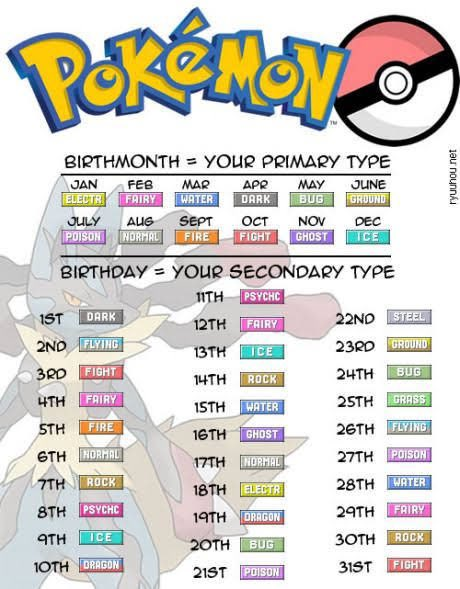 POKéMON
TM
ryuuhou.net
BIRTHMONTH = YOUR PRIMARY TYPE
JAN FEB MAR APR MAY JUNE
ELECTR FAIRY WATER DARK BUG GROUND
JULY AUG SEPT OCT NOV DEC
POISON NORMAL FIRE FIGHT GHOST ICE
BIRTHDAY = YOUR SECONDARY TYPE
1ST DARK
2ND FLYING
3RD FIGHT
4TH FAIRY
5TH FIRE
6TH NORMAL
7TH ROCK
8TH PSYCHC
9TH ICE
10TH DRAGON
11TH PSYCHC
12TH FAIRY
13TH ICE
14TH ROCK
15TH WATER
16TH GHOST
17TH NORMAL
18TH ELECTR
19TH DRAGON
20TH BUG
21ST POISON
22ND STEEL
23RD GROUND
24TH BUG
25TH GRASS
26TH FLYING
27TH POISON
28TH WATER
29TH FAIRY
30TH ROCK
31ST FIGHT